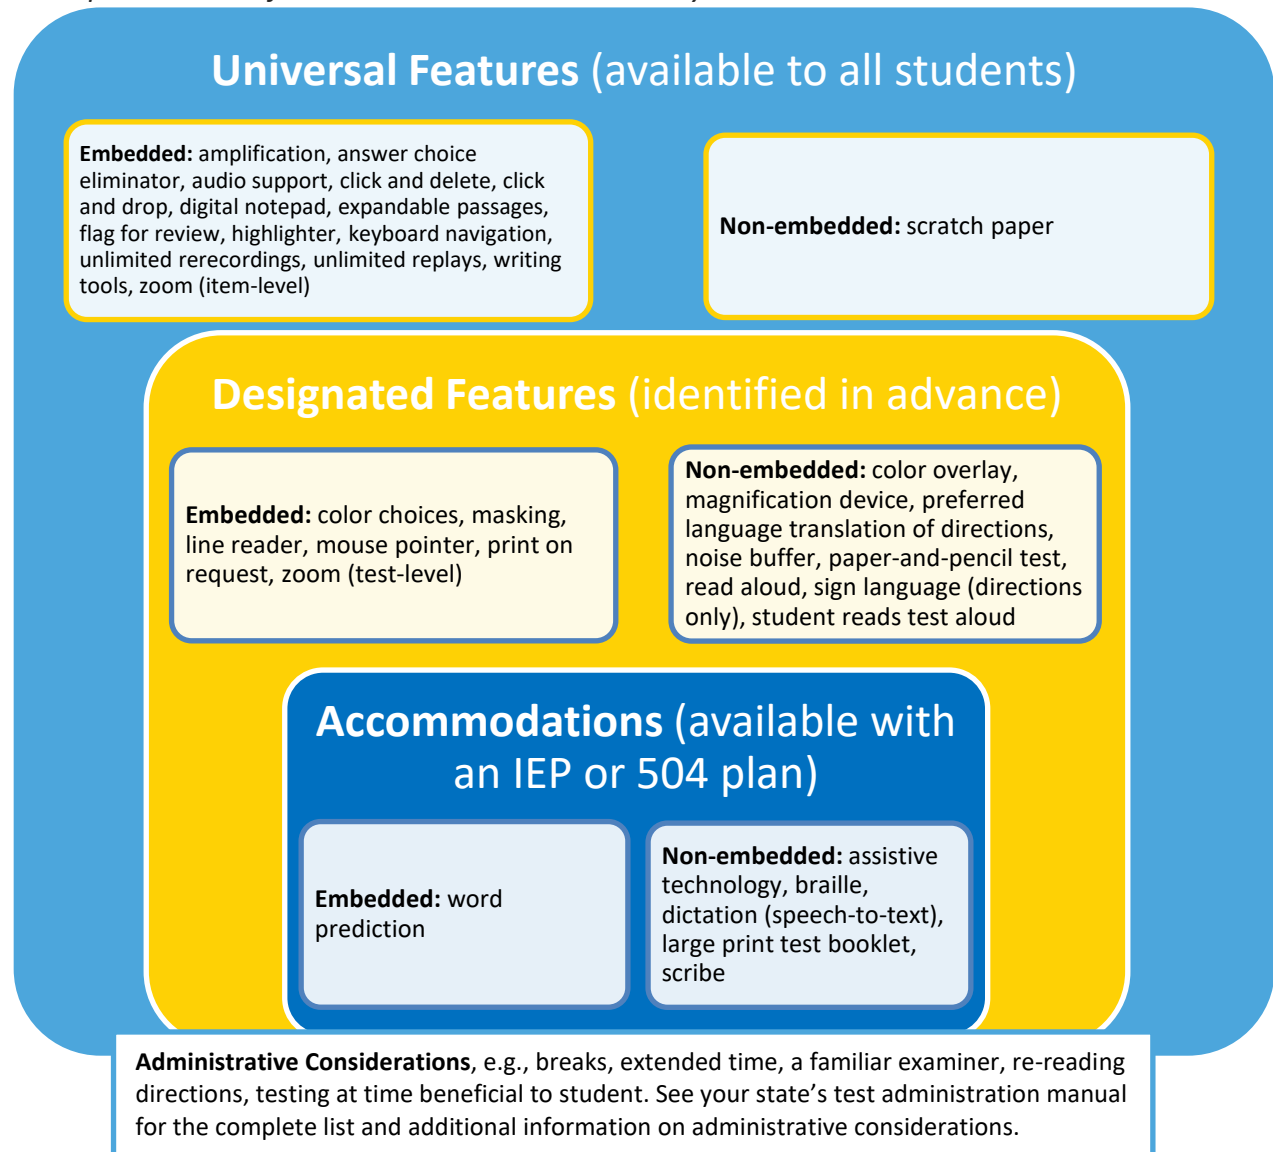 Universal Features (available to all students)
Embedded: amplification, answer choice
eliminator, audio support, click and delete, click
and drop, digital notepad, expandable passages,
flag for review, highlighter, keyboard navigation,
unlimited rerecordings, unlimited replays, writing
tools, zoom (item-level)
Non-embedded: scratch paper
Designated Features (identified in advance)
Embedded: color choices, masking,
line reader, mouse pointer, print on
request, zoom (test-level)
Non-embedded: color overlay,
magnification device, preferred
language translation of directions,
noise buffer, paper-and-pencil test,
read aloud, sign language (directions
only), student reads test aloud
Accommodations (available with
an IEP or 504 plan)
Embedded: word
prediction
Non-embedded: assistive
technology, braille,
dictation (speech-to-text),
large print test booklet,
scribe
Administrative Considerations, e.g., breaks, extended time, a familiar examiner, re-reading
directions, testing at time beneficial to student. See your state’s test administration manual
for the complete list and additional information on administrative considerations.